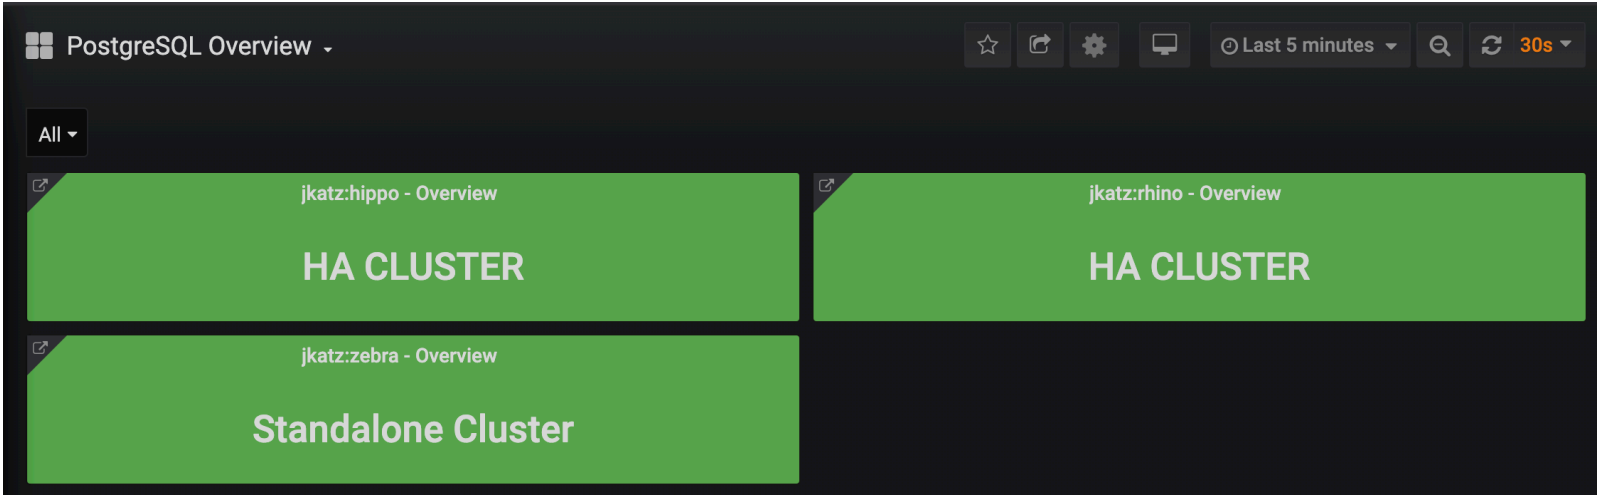 PostgreSQL Overview
Last 5 minutes
30s
All
jkatz:hippo - Overview
HA CLUSTER
jkatz:rhino - Overview
HA CLUSTER
jkatz:zebra - Overview
Standalone Cluster